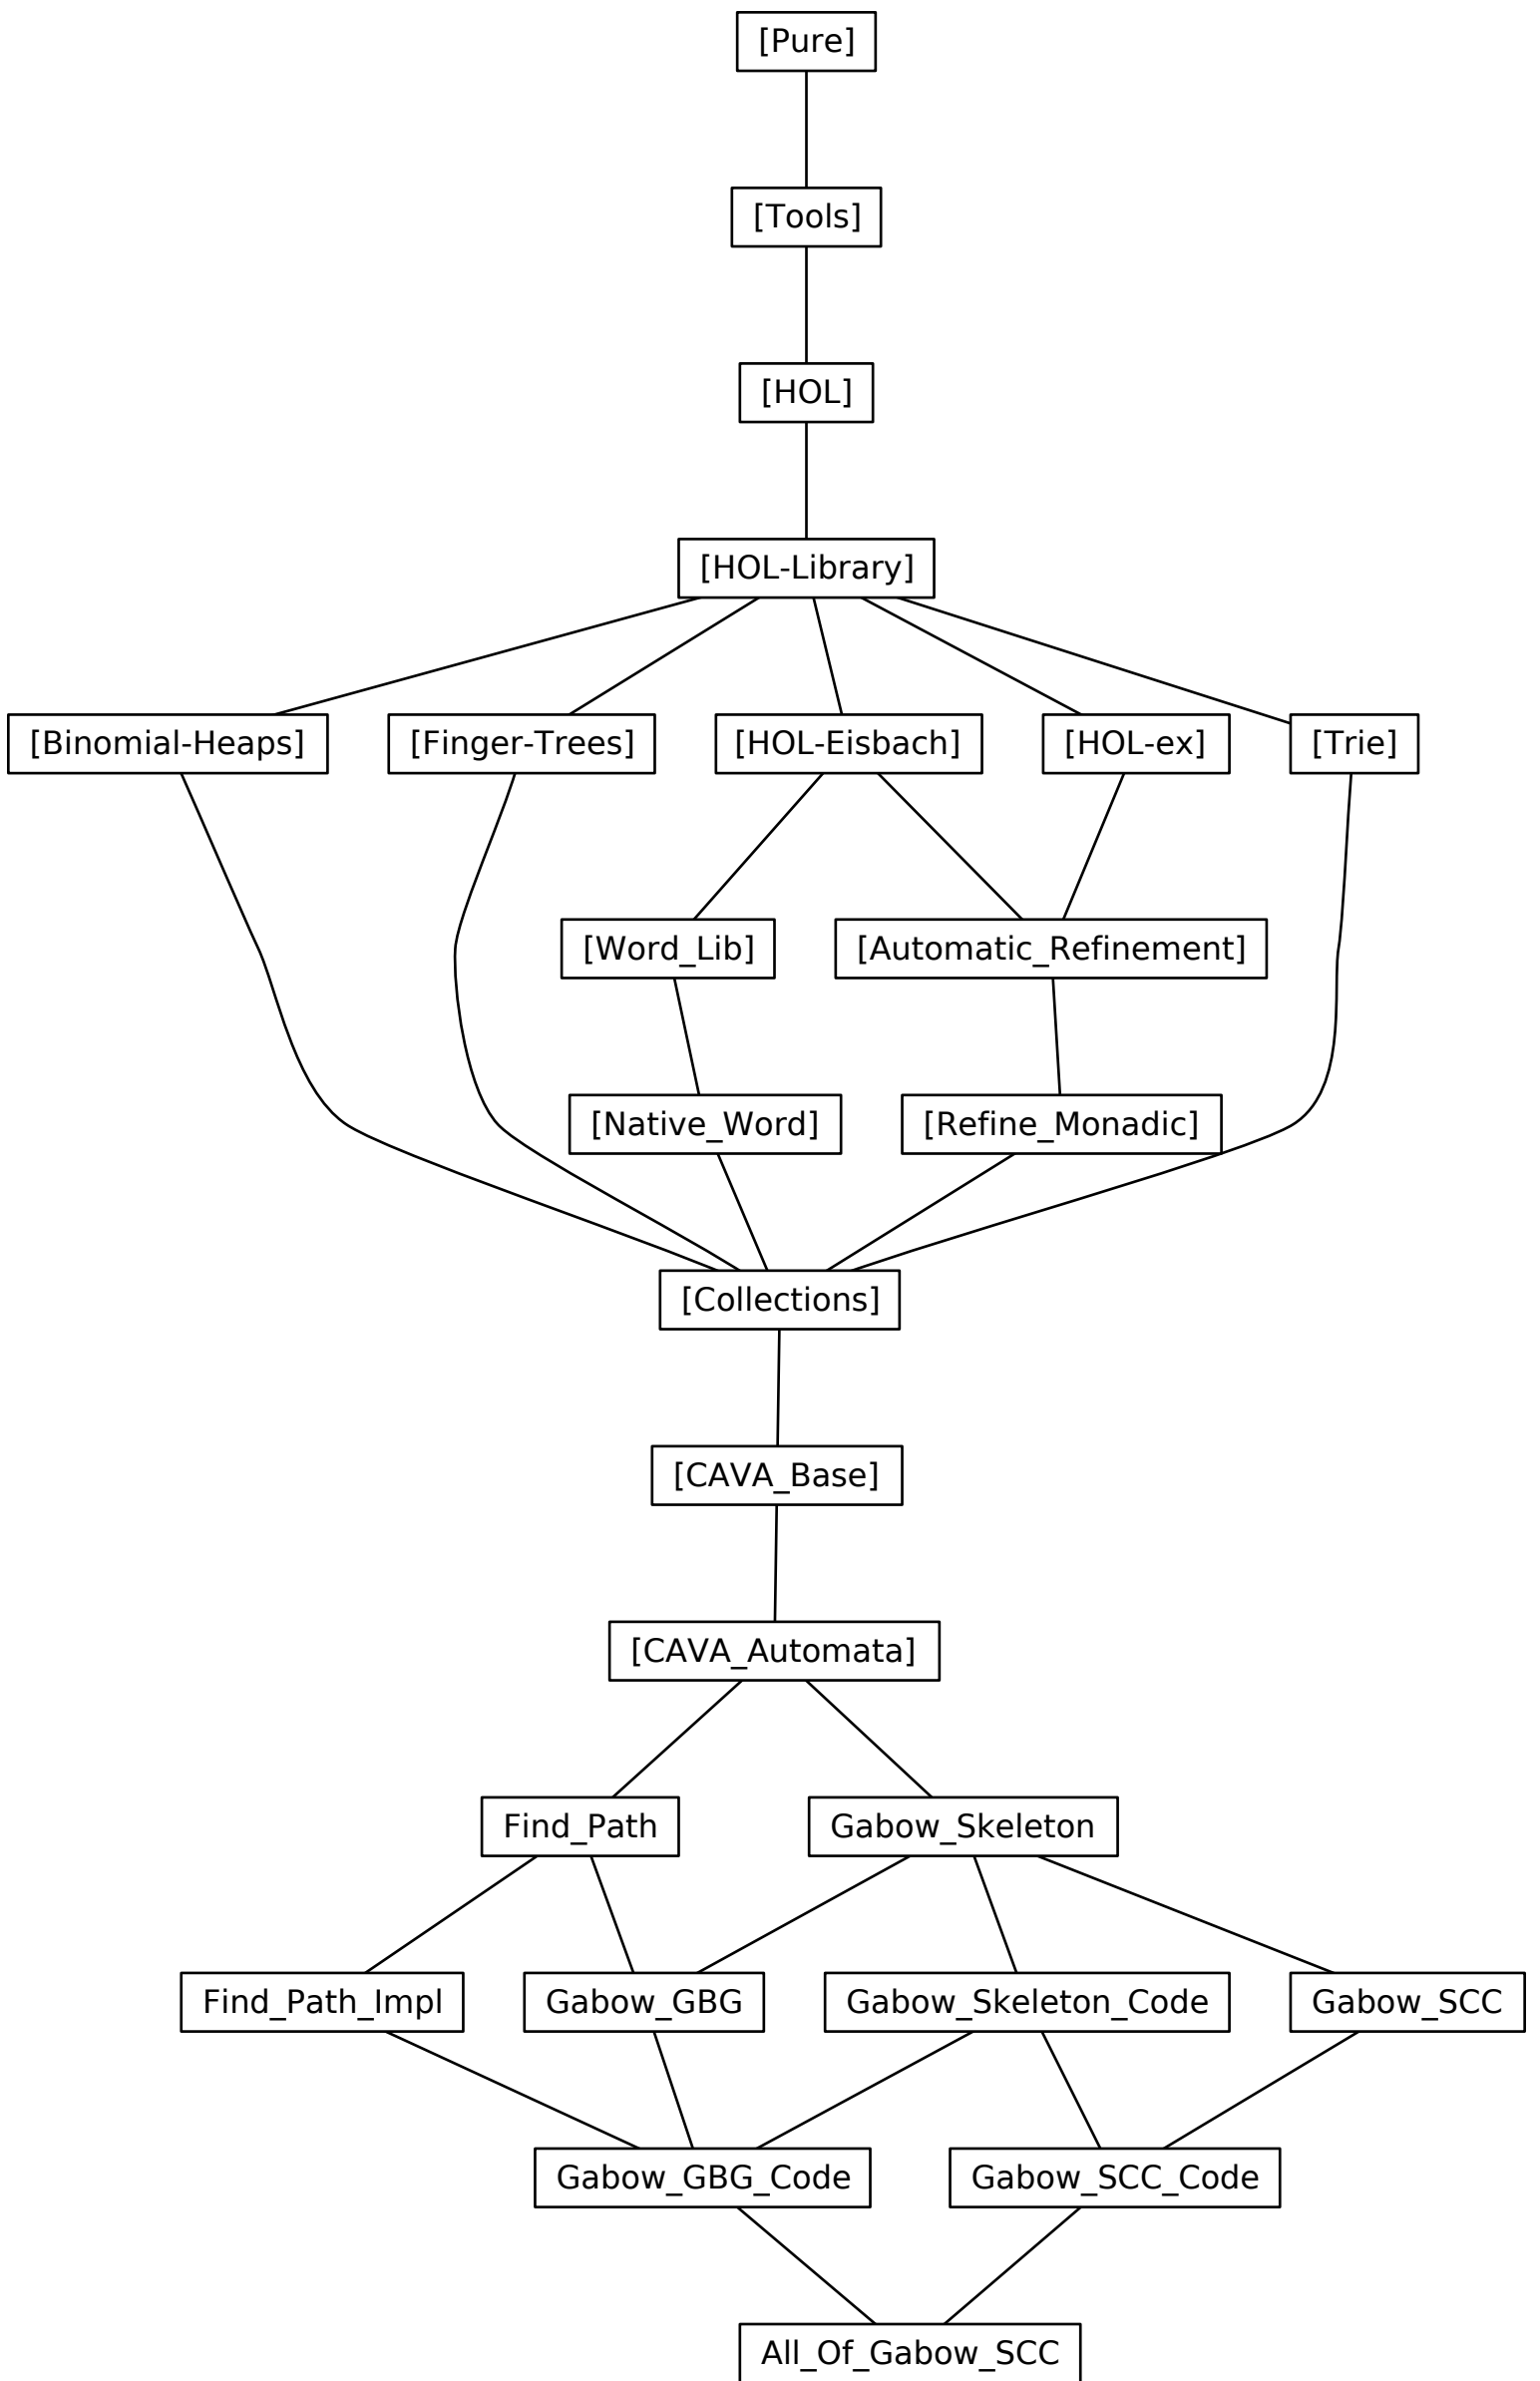 [Pure]
[Tools]
[HOL]
[HOL-Library]
[Binomial-Heaps]
[Finger-Trees]
[HOL-Eisbach]
[HOL-ex]
[Trie]
[Word_Lib]
[Automatic_Refinement]
[Native_Word]
[Refine_Monadic]
[Collections]
[CAVA_Base]
[CAVA_Automata]
Find_Path
Gabow_Skeleton
Find_Path_Impl
Gabow_GBG
Gabow_Skeleton_Code
Gabow_SCC
Gabow_GBG_Code
Gabow_SCC_Code
All_Of_Gabow_SCC